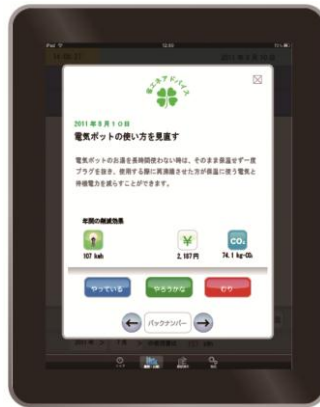 iPad
省エネアドバイス
2011年8月10日
電気ポットの使い方を見直す
電気ポットのお湯を長時間使わない時は、そのまま保温せず一度
プラグを抜き、使用する際に再沸騰させた方が保温に使う電気と
待機電力を減らすことができます。
年間の削減効果
CO₂
107 kwh
2,187円
74.1 kg-CO₂
やっている
やろうかな
むり
バックナンバー